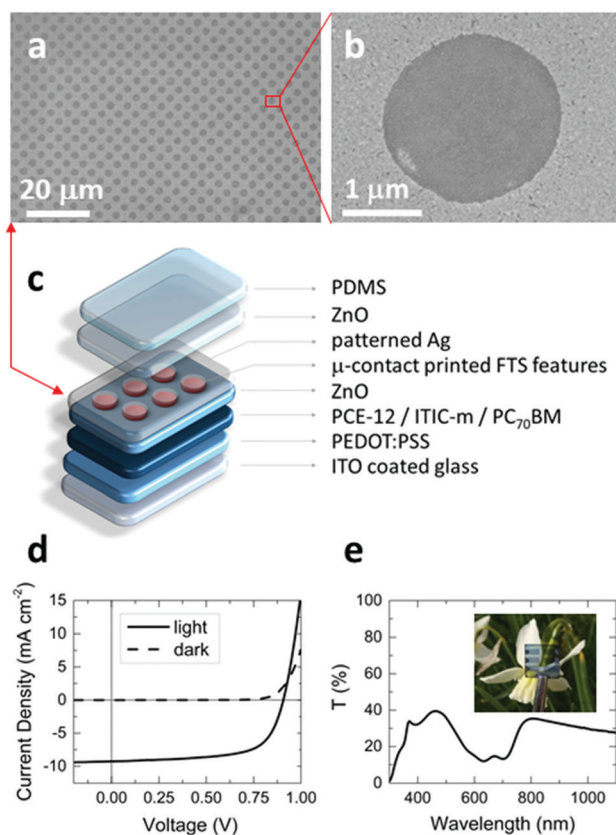 a
b
20 μm
1 μm
c
PDMS
ZnO
patterned Ag
μ-contact printed FTS features
ZnO
PCE-12 / ITIC-m / PC₇₀BM
PEDOT:PSS
ITO coated glass
d
e
Current Density (mA cm⁻²)
15
10
5
0
-5
-10
light
dark
0.00
0.25
0.50
0.75
1.00
Voltage (V)
T (%)
100
80
60
40
20
0
400
600
800
1000
Wavelength (nm)